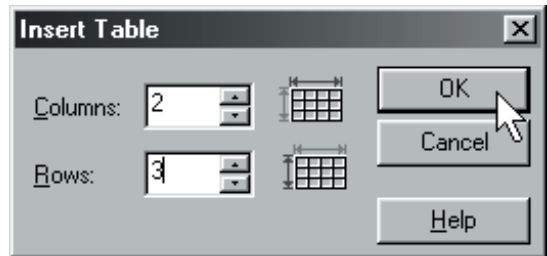 Insert Table
Columns: 2
OK
Cancel
Rows: 3
Help